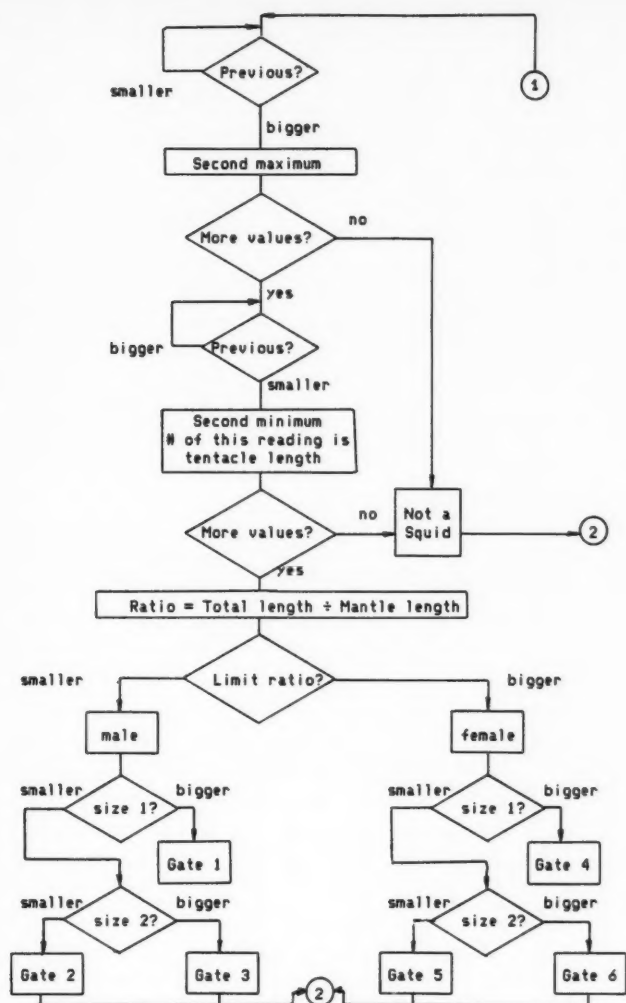 Previous?
smaller
1
bigger
Second maximum
More values?
no
yes
Previous?
bigger
smaller
Second minimum
# of this reading is
tentacle length
More values?
no
Not a
Squid
2
yes
Ratio = Total length ÷ Mantle length
smaller
Limit ratio?
bigger
male
female
smaller
size 1?
bigger
smaller
size 1?
bigger
Gate 1
Gate 4
smaller
size 2?
bigger
smaller
size 2?
bigger
Gate 2
Gate 3
2
Gate 5
Gate 6